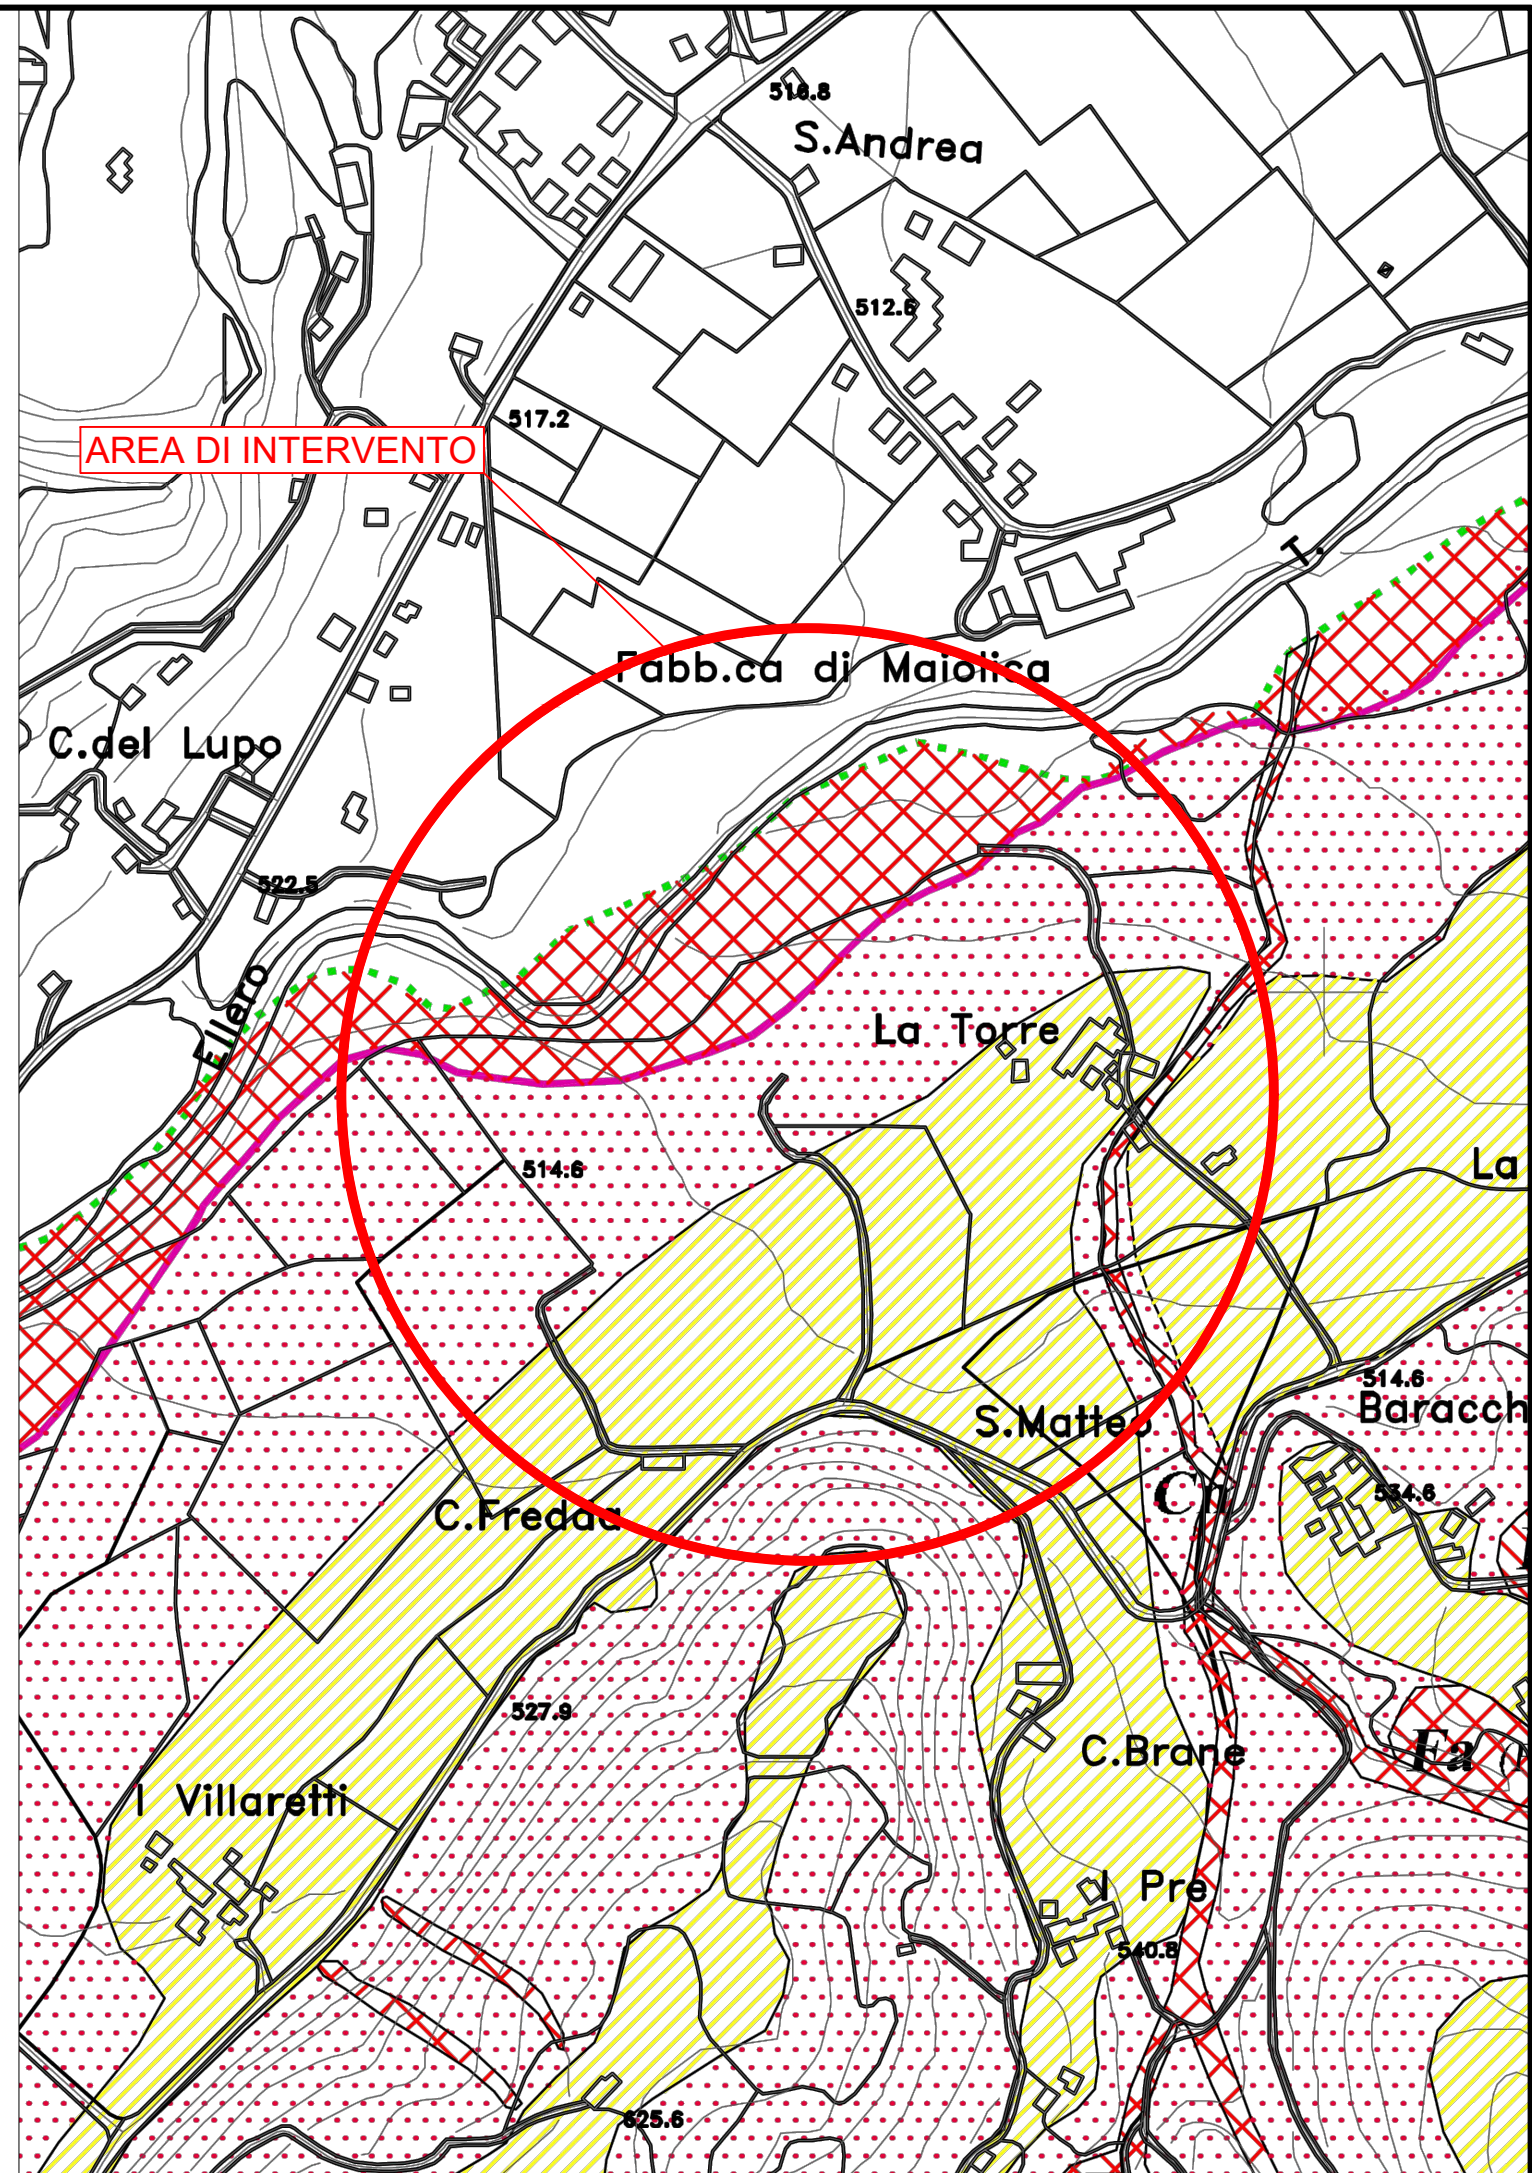 516.8
S.Andrea
512.6
517.2
AREA DI INTERVENTO
T.
Fabb.ca di Maiolica
C.del Lupo
522.5
Ellero
La Torre
514.6
La
514.6
Baracch
S.Matteo
534.6
C.Fredda
527.9
C.Brane
Fa
I Villaretti
I Pre
540.8
625.6